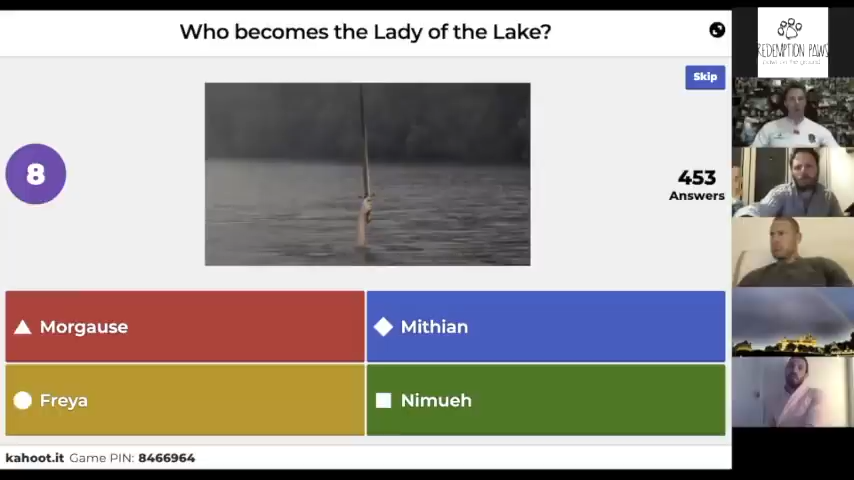 Who becomes the Lady of the Lake?
Skip
8
453
Answers
Morgause
Mithian
Freya
Nimueh
kahoot.it Game PIN: 8466964
REDEMPTION PAWS